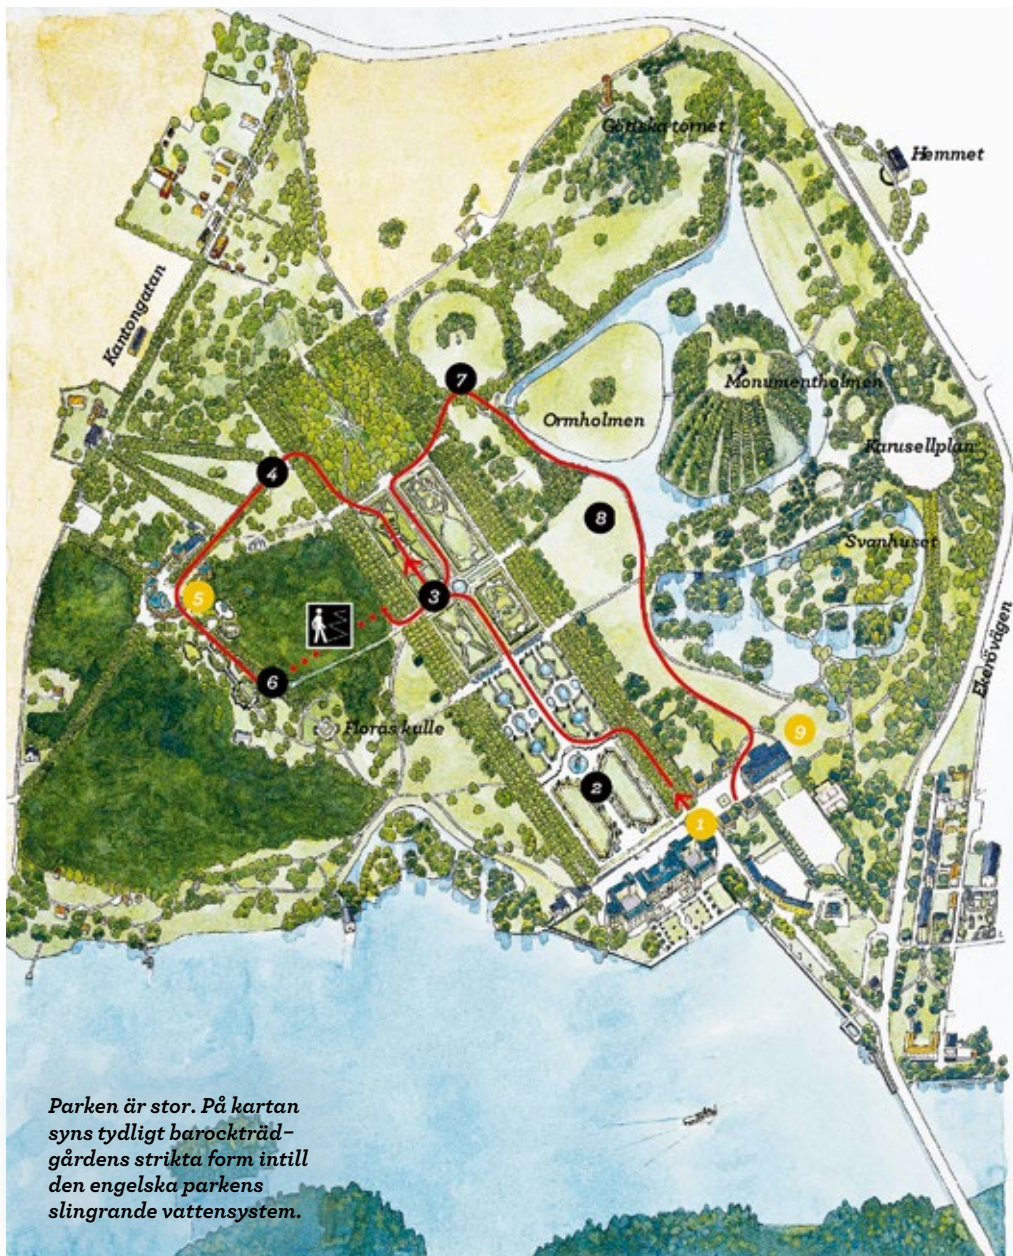 Götiska tornet
Hemmet
Kantongatan
Monumentholmen
7
Ormholmen
Karusellplan
4
8
Svanhuset
5
3
Ekerövägen
6
Floras kulle
9
2
1
Parken är stor. På kartan
syns tydligt barockträd-
gårdens strikta form intill
den engelska parkens
slingrande vattensystem.